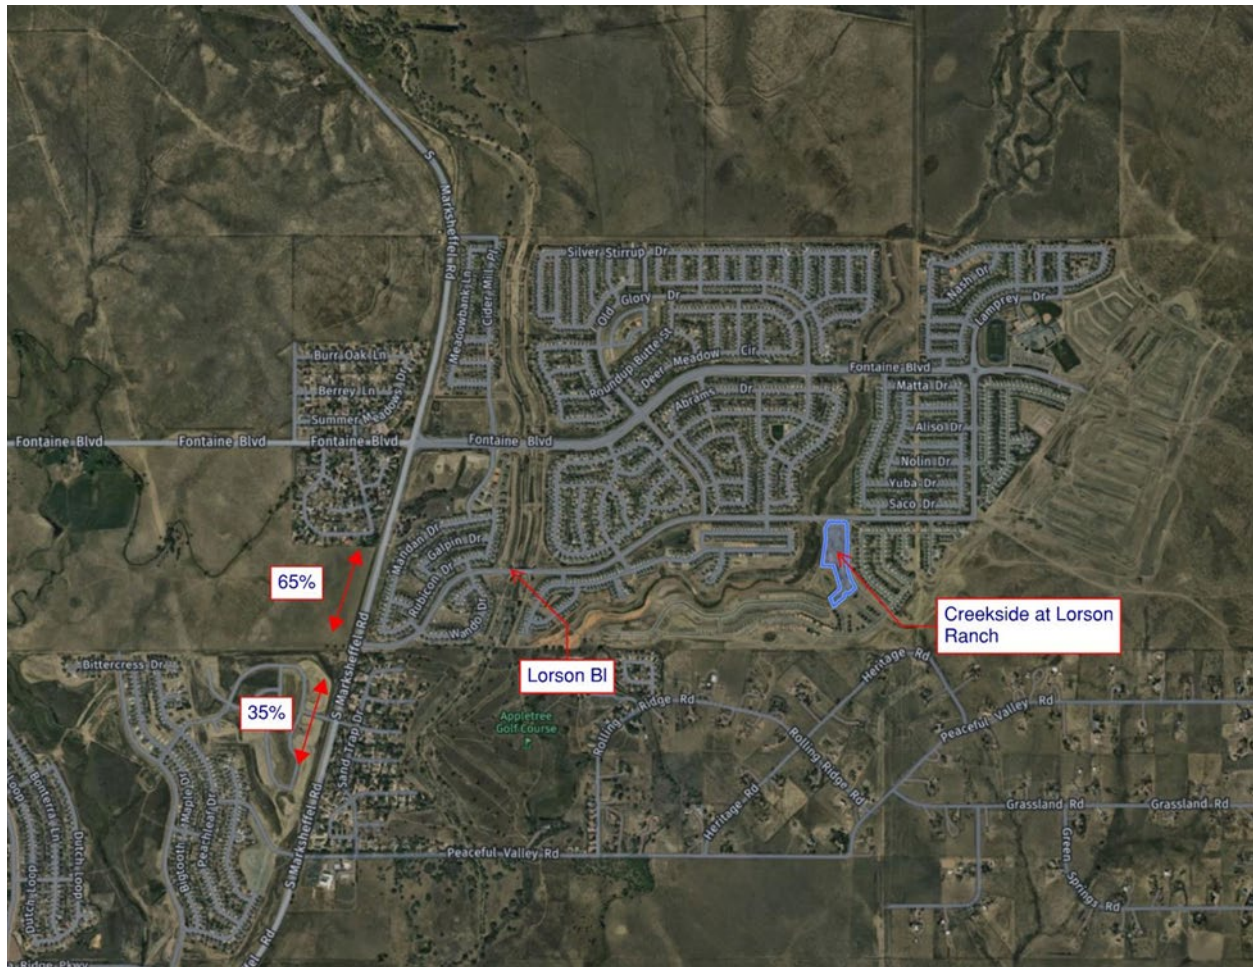 S
Marksheffel Rd
Silver Stirrup Dr
Meadowbank Ln
Cider Mill Pl
Nash Dr
Lamprey Dr
Old Glory Dr
Roundup Butte St
Deer Meadow Cir
Burr Oak Ln
Berrey Ln
Meadows Dr
Fontaine Blvd
Matta Dr
Abrams Dr
Aliso Dr
Fontaine Blvd
Fontaine Blvd
Fontaine Blvd
Fontaine Blvd
Nolin Dr
Yuba Dr
Saco Dr
Mandan Dr
Galpin Dr
Rubicon Dr
Wando Dr
65%
Creekside at Lorson
Ranch
S Marksheffel Rd
Lorson Bl
Bittercress Dr
35%
Heritage Rd
Rolling Ridge Rd
Appletree
Golf Course
Sand Trap Dr
Peaceful Valley Rd
Rolling Ridge Rd
Bigtooth Maple Dr
Peachleaf Dr
Bonterra Ln
Dutch Loop
Dutch Loop
S Marksheffel Rd
Heritage Rd
Grassland Rd
Grassland Rd
Peaceful Valley Rd
Green Springs Rd